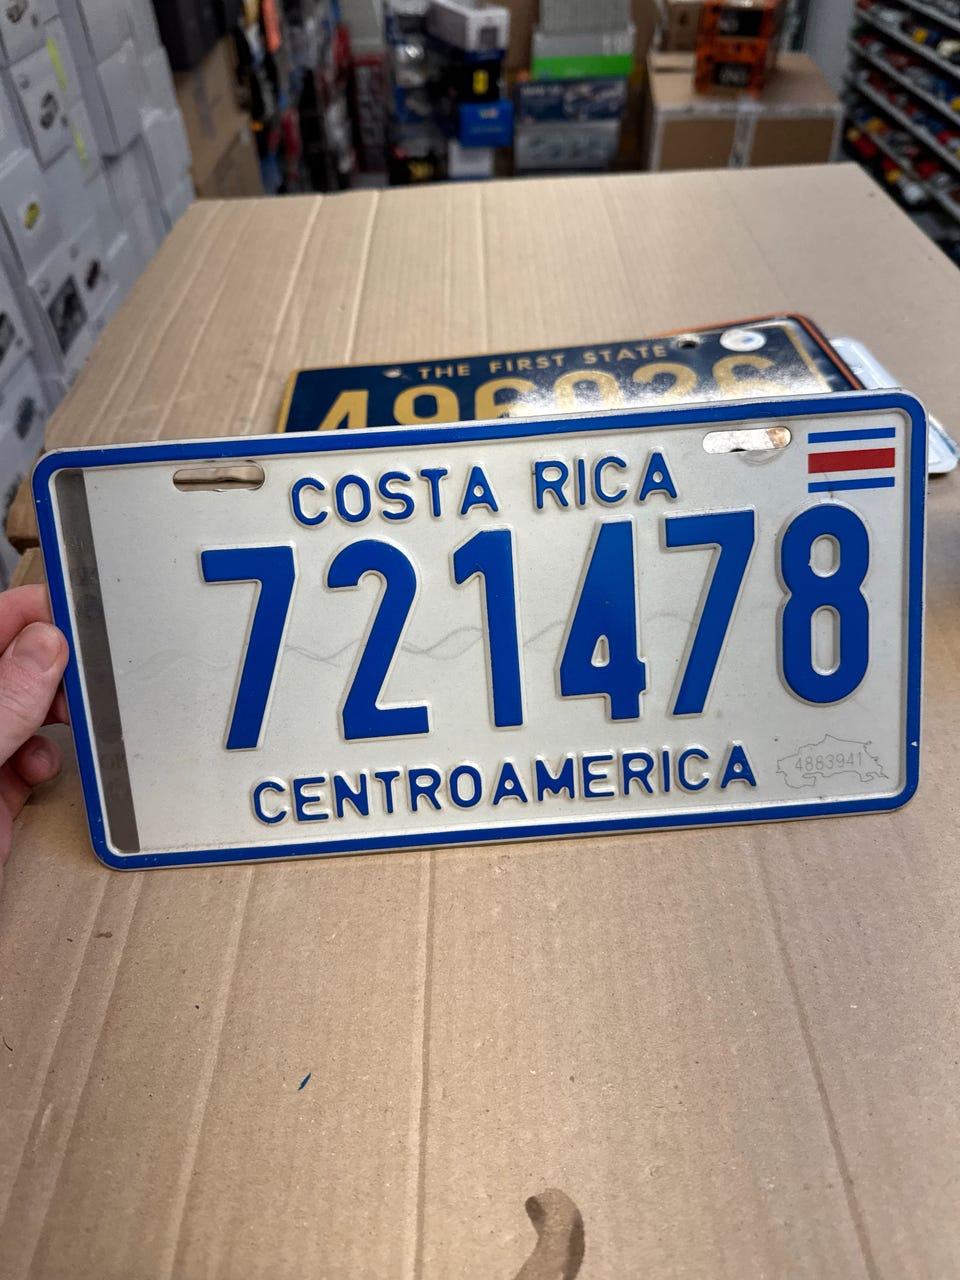 THE FIRST STATE
COSTA RICA
721478
CENTROAMERICA
4883941